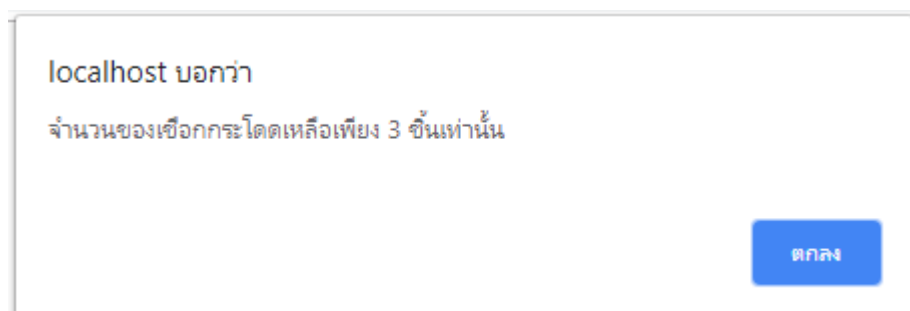 localhost บอกว่า
จำนวนของเชือกกระโดดเหลือเพียง 3 ชิ้นเท่านั้น
ตกลง